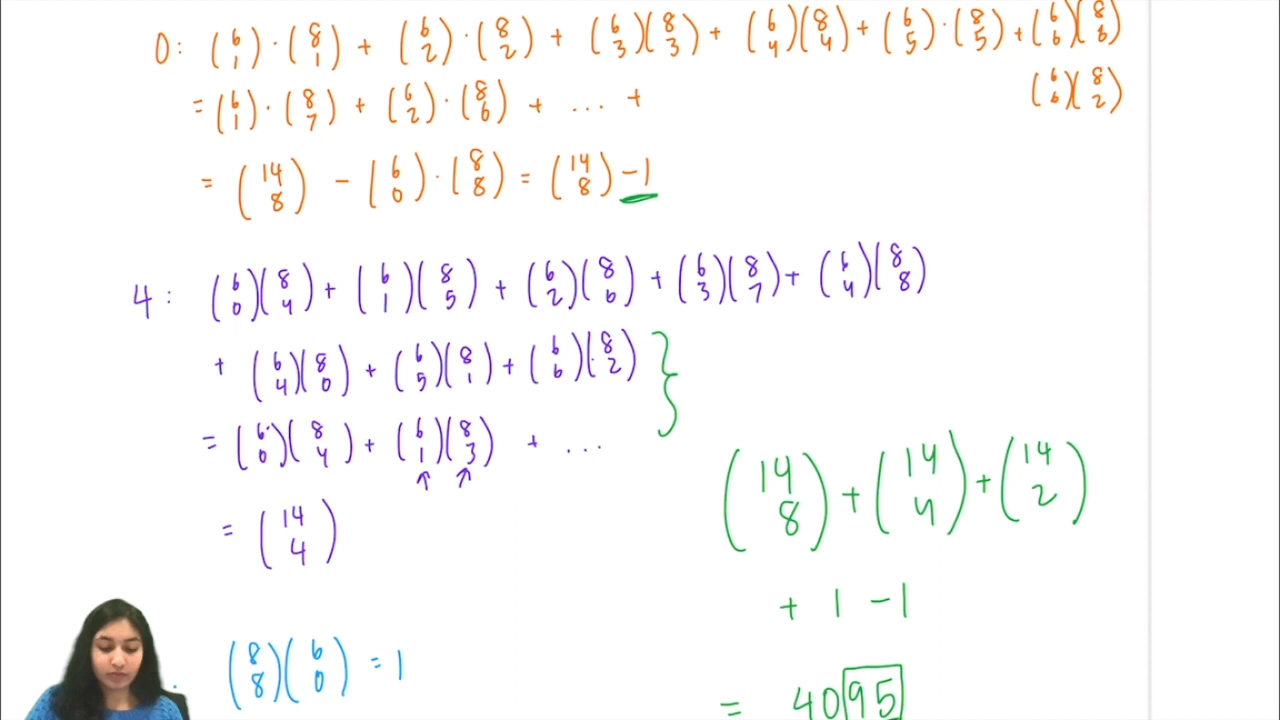 0: (6 1)·(8 1) + (6 2)·(8 2) + (6 3)(8 3) + (6 4)(8 4) + (6 5)·(8 5) + (6 6)(8 6)
(6 6)(8 2)
= (6 1)·(8 7) + (6 2)·(8 6) + ... +
= (14 8) - (6 0)·(8 8) = (14 8) - 1
4: (6 0)(8 4) + (6 1)(8 5) + (6 2)(8 6) + (6 3)(8 7) + (6 4)(8 8)
+ (6 4)(8 0) + (6 5)(8 1) + (6 6)(8 2) }
= (6 0)(8 4) + (6 1)(8 3) + ...
= (14 4)
(8 8)(6 0) = 1
(14 8) + (14 4) + (14 2)
+ 1 - 1
= 4095